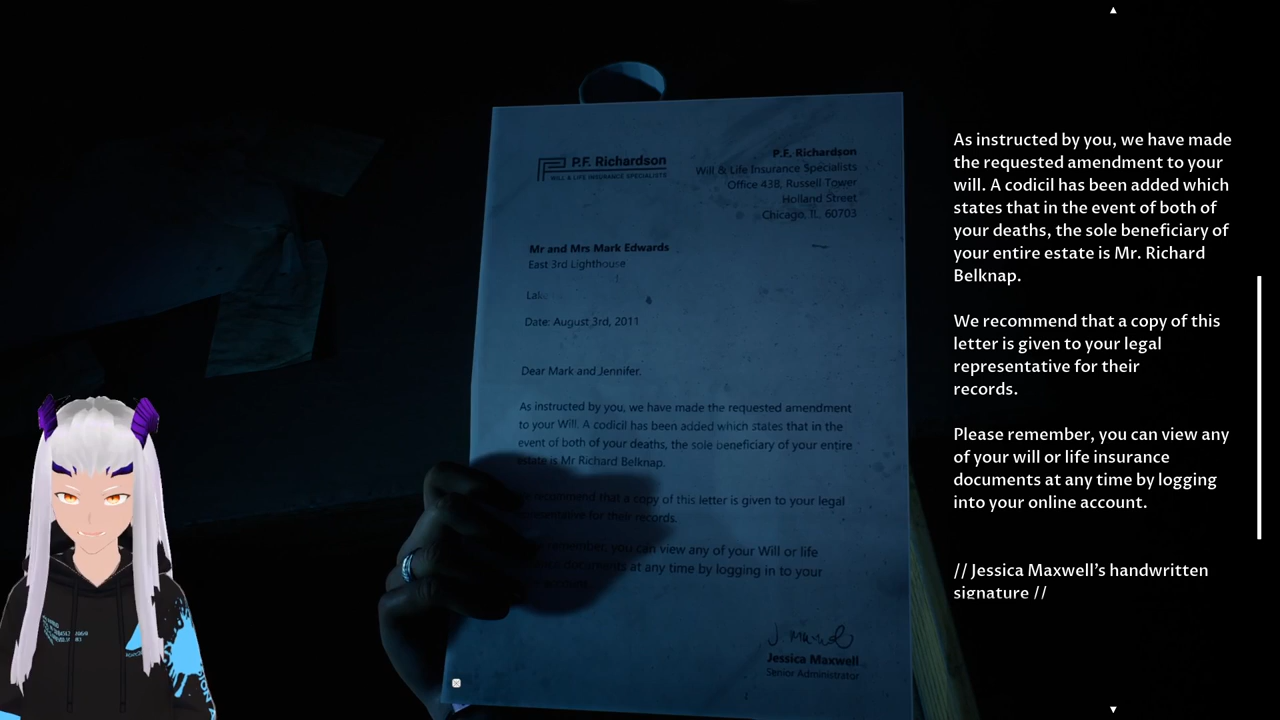 P.F. Richardson
WILL & LIFE INSURANCE SPECIALISTS
P.F. Richardson
Will & Life Insurance Specialists
Office 438, Russell Tower
Holland Street
Chicago, IL, 60703
Mr and Mrs Mark Edwards
East 3rd Lighthouse
Date: August 3rd, 2011
Dear Mark and Jennifer,
As instructed by you, we have made the requested amendment
to your Will. A codicil has been added which states that in the
event of both of your deaths, the sole beneficiary of your entire
estate is Mr Richard Belknap.
recommend that a copy of this letter is given to your legal
representative for their records.
remember, you can view any of your Will or life
documents at any time by logging in to your
Jessica Maxwell
Senior Administrator
As instructed by you, we have made
the requested amendment to your
will. A codicil has been added which
states that in the event of both of
your deaths, the sole beneficiary of
your entire estate is Mr. Richard
Belknap.
We recommend that a copy of this
letter is given to your legal
representative for their
records.
Please remember, you can view any
of your will or life insurance
documents at any time by logging
into your online account.
// Jessica Maxwell's handwritten
signature //